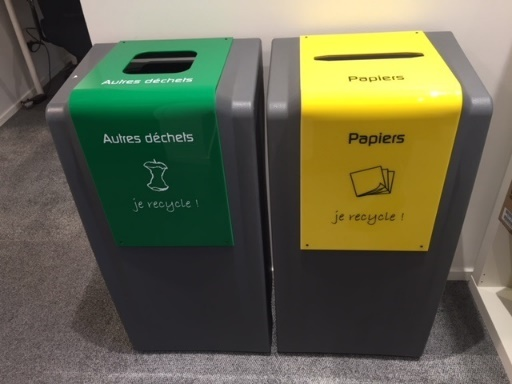 Autres déchets
Autres déchets
je recycle !
Papiers
Papiers
je recycle !